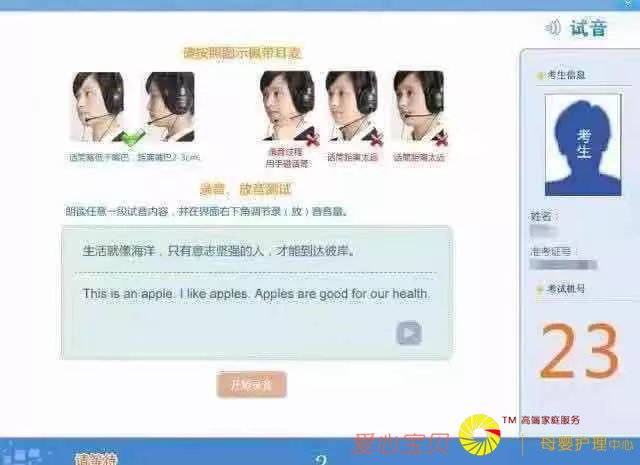 试音
请按照图示佩带耳麦
话筒略低于嘴巴，距离嘴巴2-3cm。
录音过程
用手碰话筒
话筒距离太远
话筒距离太近
录音、放音测试
朗读任意一段试音内容，并在界面右下角调节录（放）音音量。
生活就像海洋，只有意志坚强的人，才能到达彼岸。
This is an apple. I like apples. Apples are good for our health.
开始录音
考生信息
考生
姓名：
准考证号：
考试机号
23
爱心宝贝
TM 高端家庭服务
母婴护理中心
请等待
2